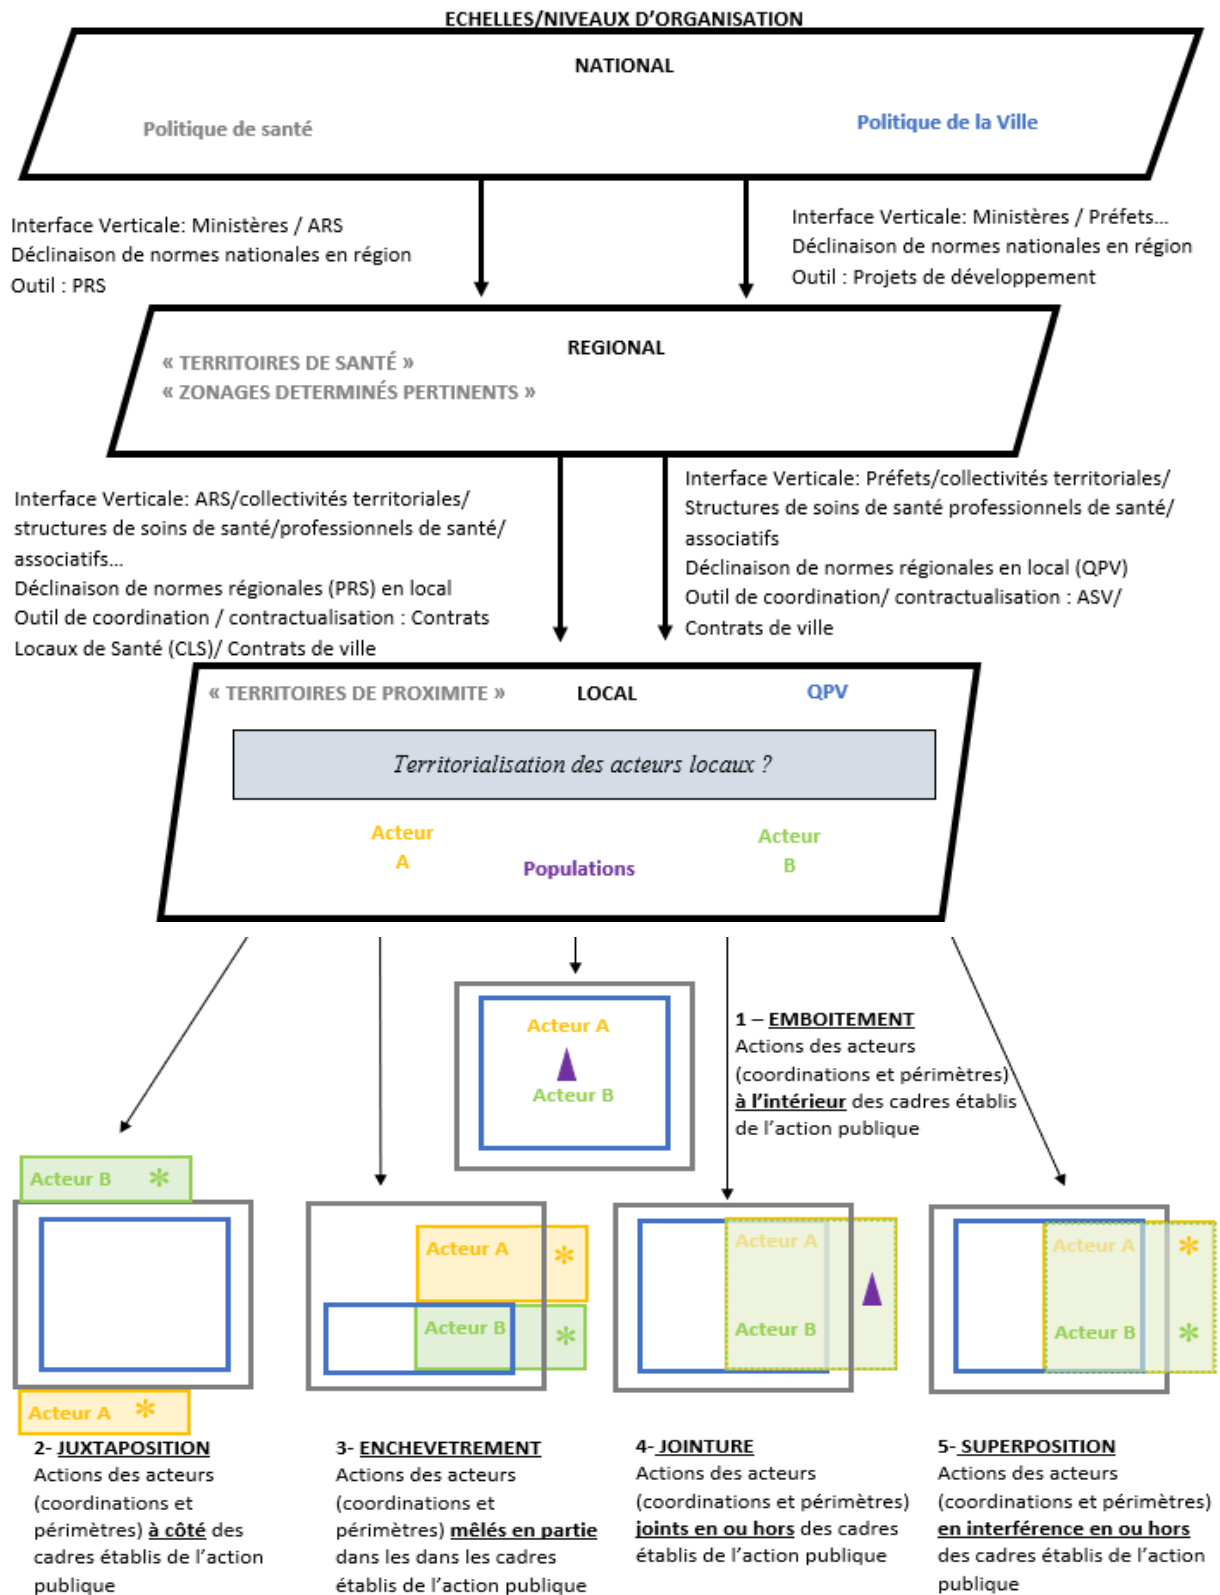 ECHELLES/NIVEAUX D’ORGANISATION
NATIONAL
Politique de santé
Politique de la Ville
Interface Verticale: Ministères / ARS
Déclinaison de normes nationales en région
Outil : PRS
Interface Verticale: Ministères / Préfets...
Déclinaison de normes nationales en région
Outil : Projets de développement
REGIONAL
« TERRITOIRES DE SANTÉ »
« ZONAGES DETERMINÉS PERTINENTS »
Interface Verticale: ARS/collectivités territoriales/
structures de soins de santé/professionnels de santé/
associatifs...
Déclinaison de normes régionales (PRS) en local
Outil de coordination / contractualisation : Contrats
Locaux de Santé (CLS)/ Contrats de ville
Interface Verticale: Préfets/collectivités territoriales/
Structures de soins de santé professionnels de santé/
associatifs
Déclinaison de normes régionales en local (QPV)
Outil de coordination/ contractualisation : ASV/
Contrats de ville
« TERRITOIRES DE PROXIMITE »
LOCAL
QPV
Territorialisation des acteurs locaux ?
Acteur
A
Populations
Acteur
B
Acteur A
Acteur B
1 – EMBOITEMENT
Actions des acteurs
(coordinations et périmètres)
à l’intérieur des cadres établis
de l’action publique
Acteur B *
Acteur A *
Acteur A *
Acteur B *
Acteur A
Acteur B
Acteur A *
Acteur B *
2- JUXTAPOSITION
Actions des acteurs
(coordinations et
périmètres) à côté des
cadres établis de l’action
publique
3- ENCHEVETREMENT
Actions des acteurs
(coordinations et
périmètres) mêlés en partie
dans les dans les cadres
établis de l’action publique
4- JOINTURE
Actions des acteurs
(coordinations et périmètres)
joints en ou hors des cadres
établis de l’action publique
5- SUPERPOSITION
Actions des acteurs
(coordinations et périmètres)
en interférence en ou hors
des cadres établis de l’action
publique